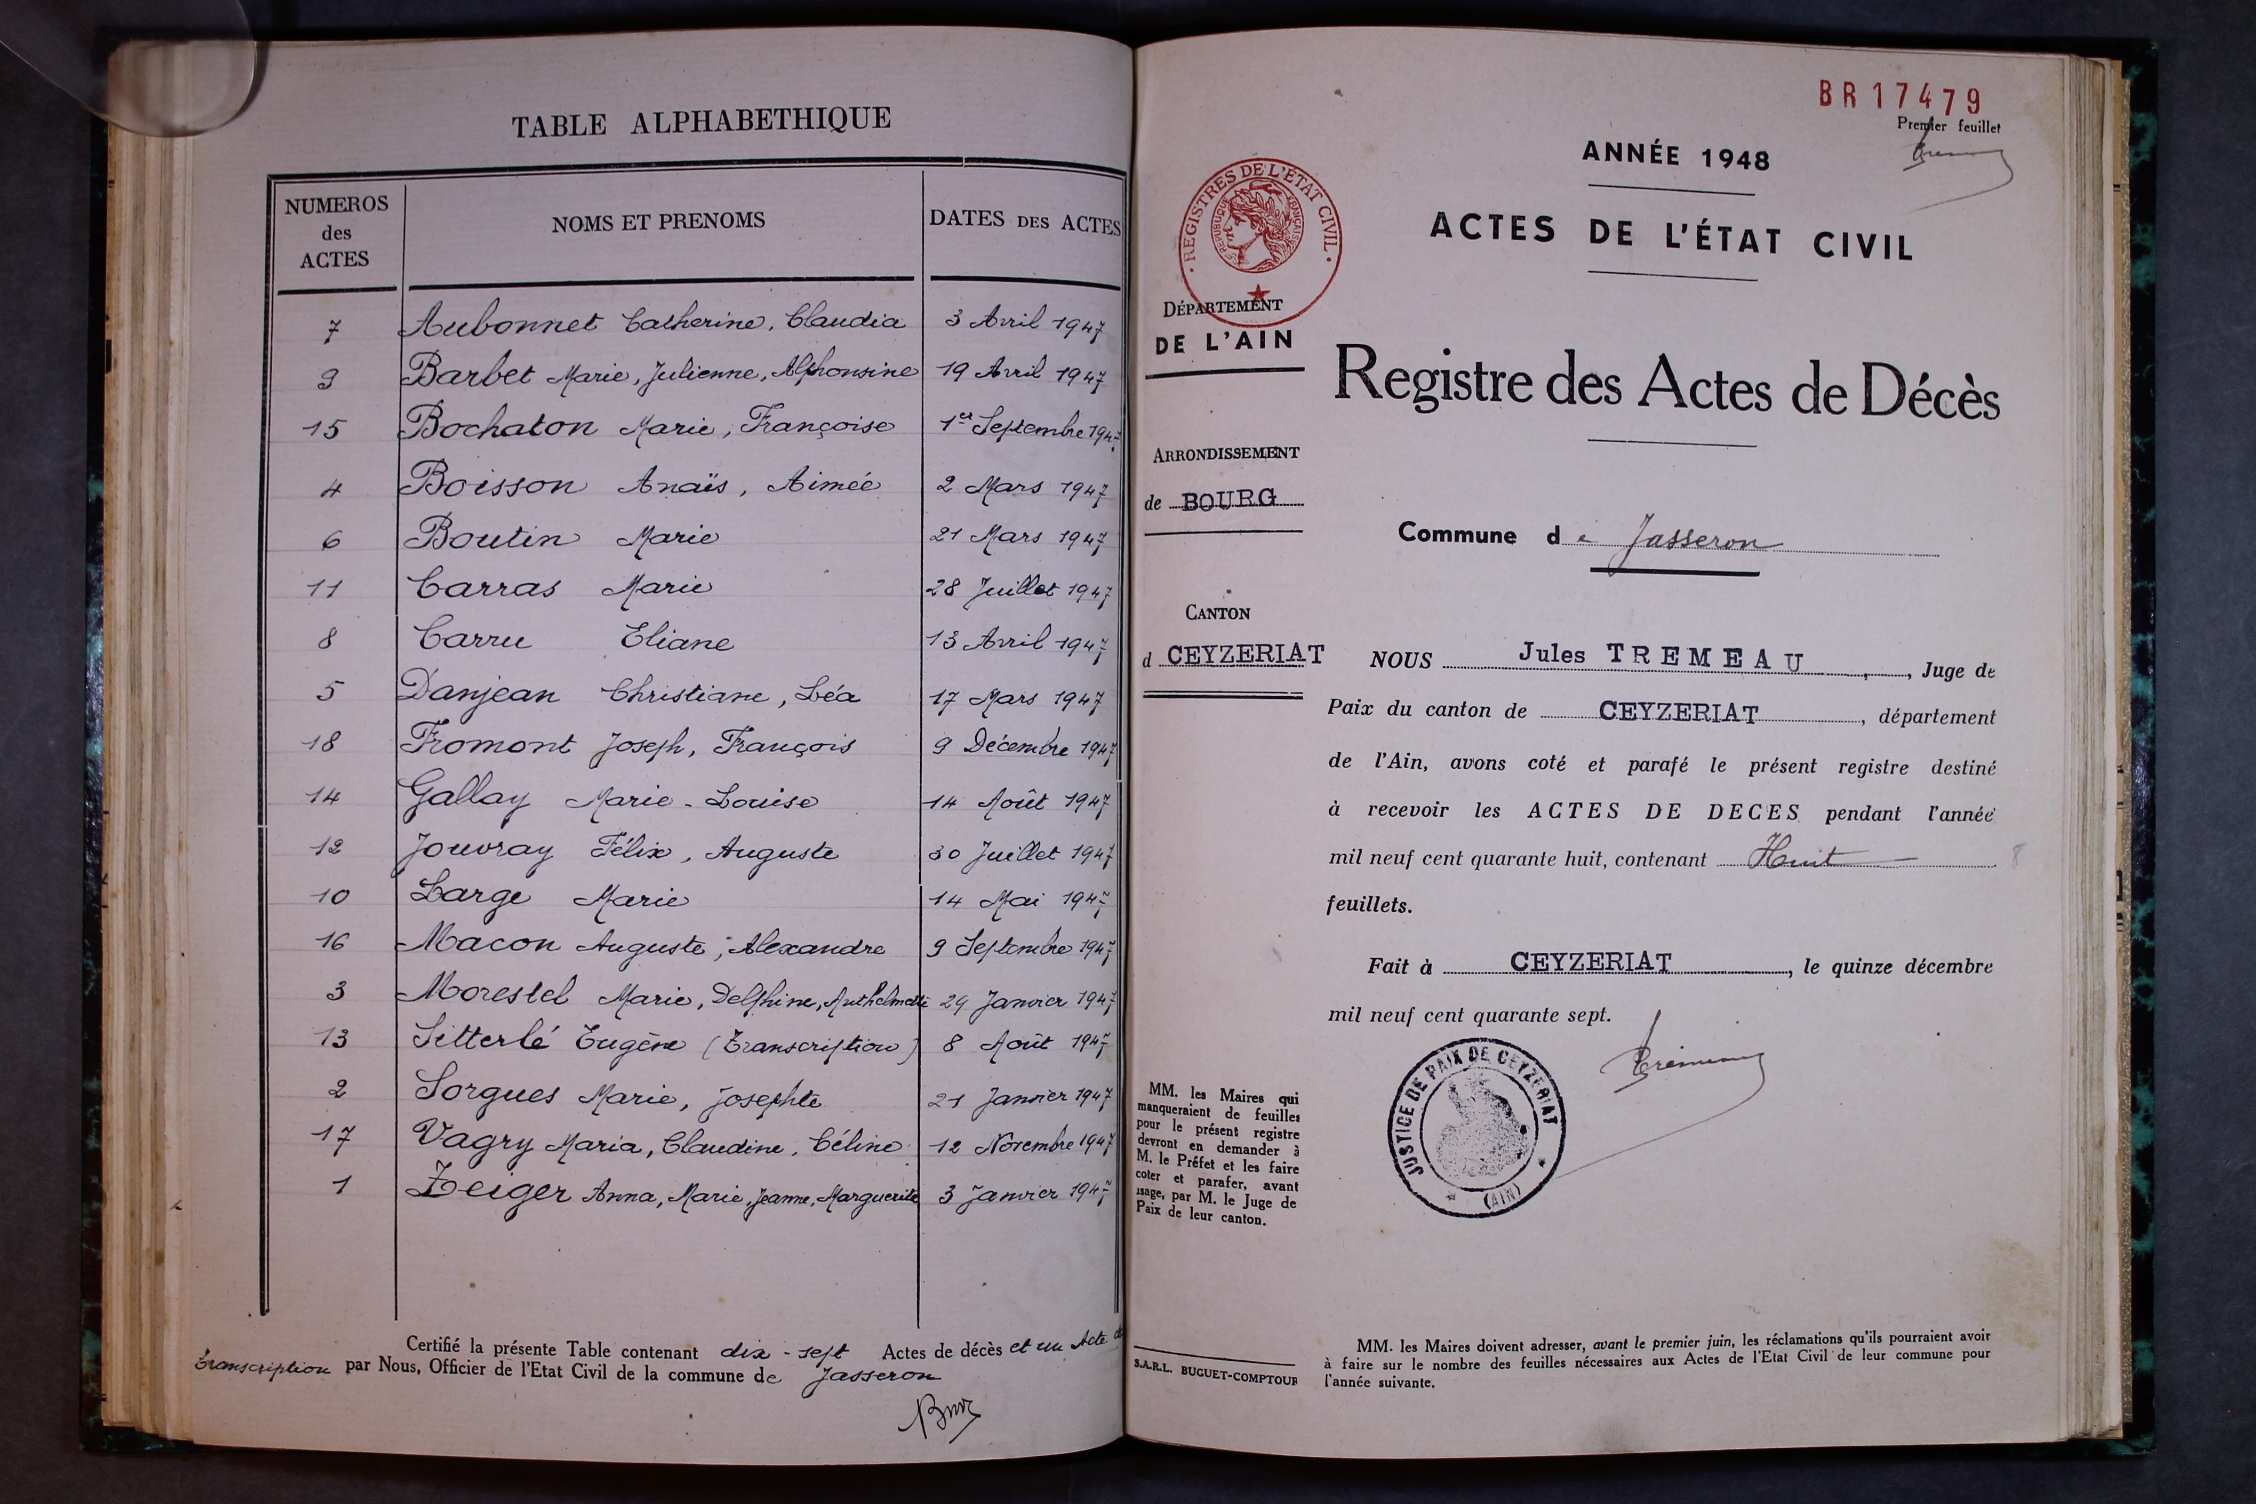 TABLE ALPHABETHIQUE
NUMEROS des ACTES
NOMS ET PRENOMS
DATES DES ACTES
7 Aubonnet Catherine, Claudia 3 Avril 1947
9 Barbet Marie, Julienne, Alphonsine 19 Avril 1947
15 Bochaton Marie, Françoise 1er Septembre 1947
4 Boisson Anaïs, Aimée 2 Mars 1947
6 Boutin Marie 21 Mars 1947
11 Carras Marie 28 Juillet 1947
8 Carru Eliane 13 Avril 1947
5 Danjean Christiane, Léa 17 Mars 1947
18 Fromont Joseph, François 9 Décembre 1947
14 Gallay Marie-Louise 14 Août 1947
12 Jouvray Félix, Auguste 30 Juillet 1947
10 Large Marie 14 Mai 1947
16 Macon Auguste, Alexandre 9 Septembre 1947
3 Morestel Marie, Delphine, Anthelmette 29 Janvier 1947
13 Sitterlé Eugène (Transcription) 8 Août 1947
2 Sorgues Marie, Josephte 21 Janvier 1947
17 Vagry Maria, Claudine, Céline 12 Novembre 1947
1 Zeiger Anna, Marie, Jeanne, Marguerite 3 Janvier 1947
Certifié la présente Table contenant dix-sept Actes de décès et un Acte de
transcription par Nous, Officier de l'Etat Civil de la commune de Jasseron
BR17479
Premier feuillet
REGISTRES DE L'ETAT CIVIL
REPUBLIQUE FRANÇAISE
ANNÉE 1948
ACTES DE L'ÉTAT CIVIL
DÉPARTEMENT
DE L'AIN
Registre des Actes de Décès
ARRONDISSEMENT
de BOURG
Commune de Jasseron
CANTON
d CEYZERIAT
NOUS Jules TREMEAU, Juge de
Paix du canton de CEYZERIAT, département
de l'Ain, avons coté et parafé le présent registre destiné
à recevoir les ACTES DE DECES pendant l'année
mil neuf cent quarante huit, contenant Huit 8
feuillets.
Fait à CEYZERIAT, le quinze décembre
mil neuf cent quarante sept.
JUSTICE DE PAIX DE CEYZERIAT
(AIN)
MM. les Maires qui
manqueraient de feuilles
pour le présent registre
devront en demander à
M. le Préfet et les faire
coter et parafer, avant
usage, par M. le Juge de
Paix de leur canton.
S.A.R.L. BUGUET-COMPTOUR
MM. les Maires doivent adresser, avant le premier juin, les réclamations qu'ils pourraient avoir
à faire sur le nombre des feuilles nécessaires aux Actes de l'Etat Civil de leur commune pour
l'année suivante.